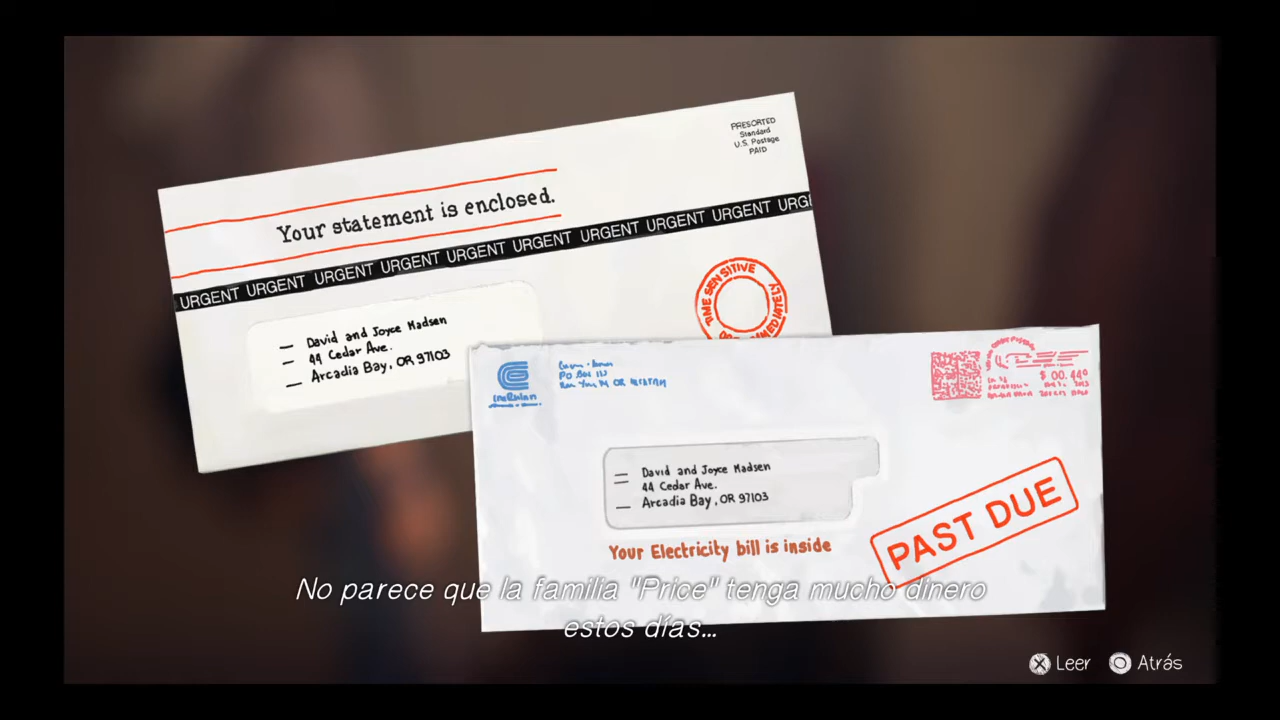 PRESORTED
Standard
U.S. Postage
PAID
Your statement is enclosed.
URGENT URGENT URGENT URGENT URGENT URGENT URGENT URGENT URGENT URG
TIME SENSITIVE
David and Joyce Madsen
44 Cedar Ave.
Arcadia Bay, OR 97103
$ 00.44
David and Joyce Madsen
44 Cedar Ave.
Arcadia Bay, OR 97103
PAST DUE
Your Electricity bill is inside
No parece que la familia "Price" tenga mucho dinero
estos días...
Leer
Atrás